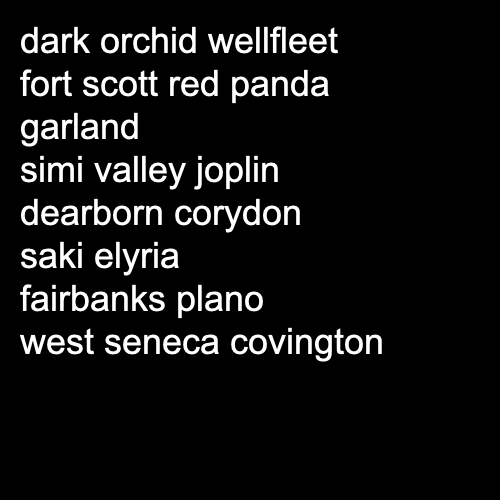 dark orchid wellfleet
fort scott red panda
garland
simi valley joplin
dearborn corydon
saki elyria
fairbanks plano
west seneca covington